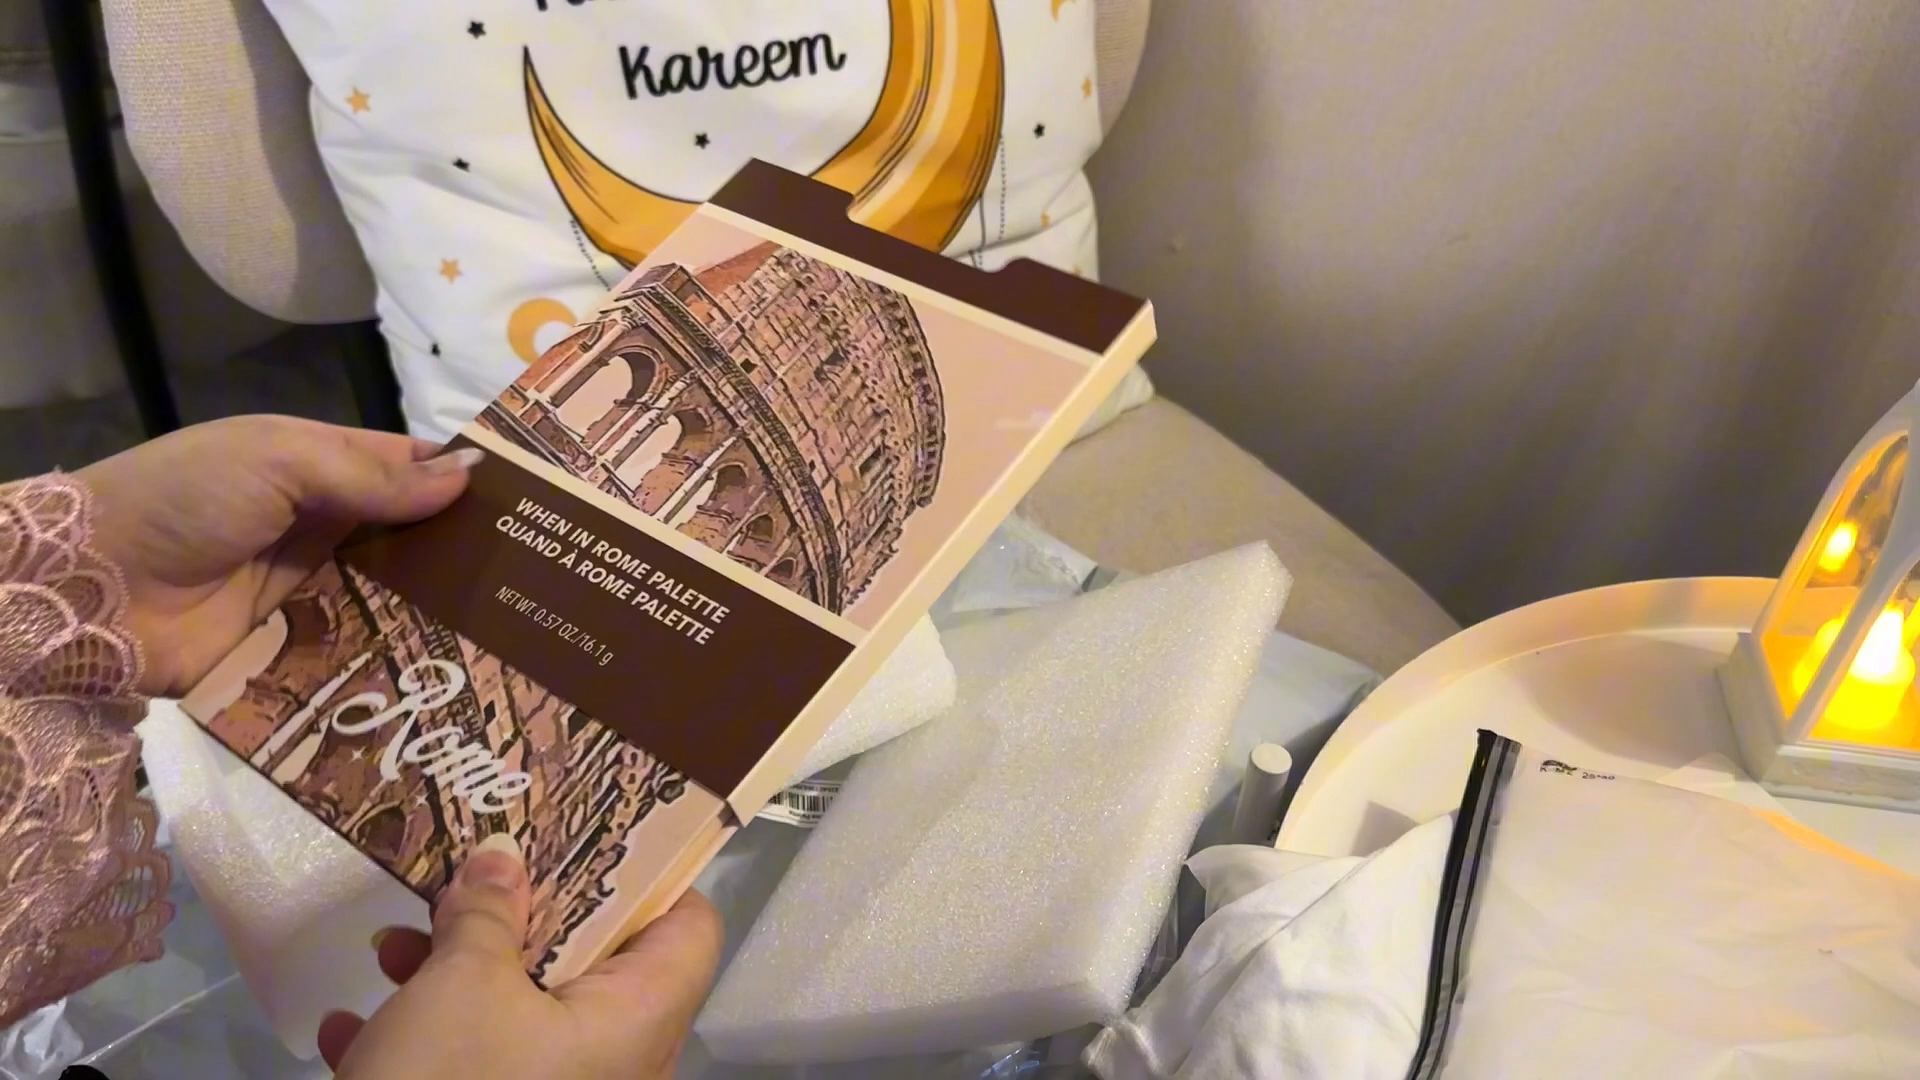 Kareem
WHEN IN ROME PALETTE
QUAND À ROME PALETTE
NET WT. 0.57 OZ./16.1 g
Rome